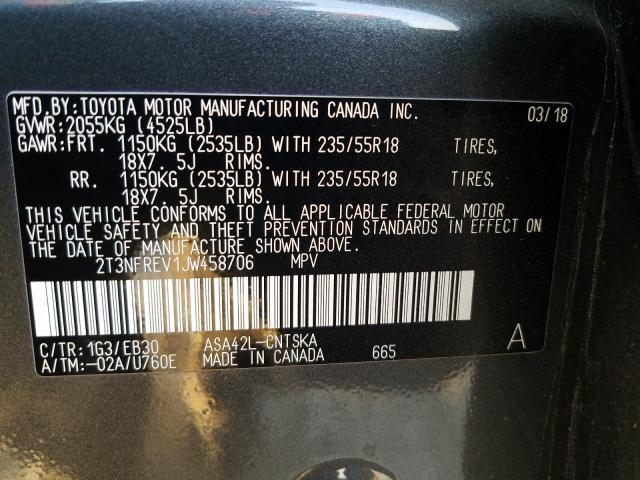 MFD.BY:TOYOTA MOTOR MANUFACTURING CANADA INC. 03/18
GVWR:2055KG (4525LB)
GAWR:FRT. 1150KG (2535LB) WITH 235/55R18 TIRES,
18X7. 5J RIMS.
RR. 1150KG (2535LB) WITH 235/55R18 TIRES,
18X7. 5J RIMS.
THIS VEHICLE CONFORMS TO ALL APPLICABLE FEDERAL MOTOR
VEHICLE SAFETY AND THEFT PREVENTION STANDARDS IN EFFECT ON
THE DATE OF MANUFACTURE SHOWN ABOVE.
2T3NFREV1JW458706 MPV
C/TR:1G3/EB30 ASA42L-CNTSKA A
A/TM:-02A/U760E MADE IN CANADA 665